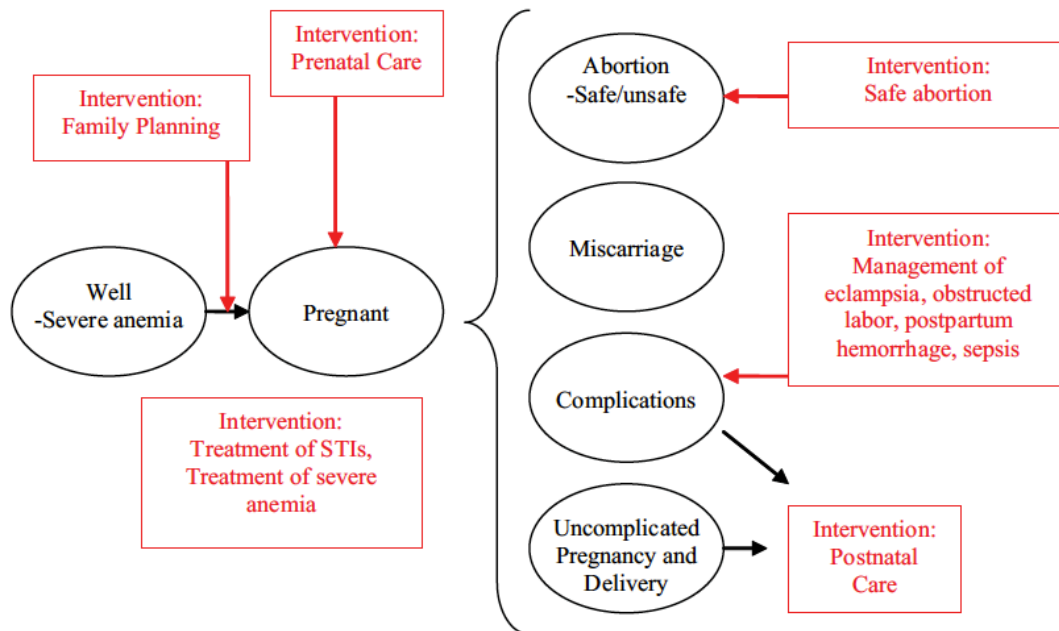 Intervention:
Prenatal Care
Intervention:
Family Planning
Well
-Severe anemia
Pregnant
Intervention:
Treatment of STIs,
Treatment of severe
anemia
Abortion
-Safe/unsafe
Intervention:
Safe abortion
Miscarriage
Intervention:
Management of
eclampsia, obstructed
labor, postpartum
hemorrhage, sepsis
Complications
Uncomplicated
Pregnancy and
Delivery
Intervention:
Postnatal
Care